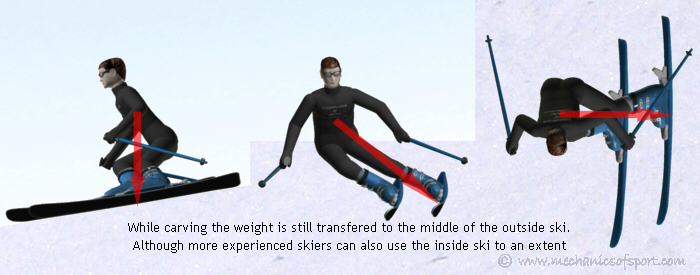 While carving the weight is still transfered to the middle of the outside ski.
Although more experienced skiers can also use the inside ski to an extent
© www.mechanicsofsport.com